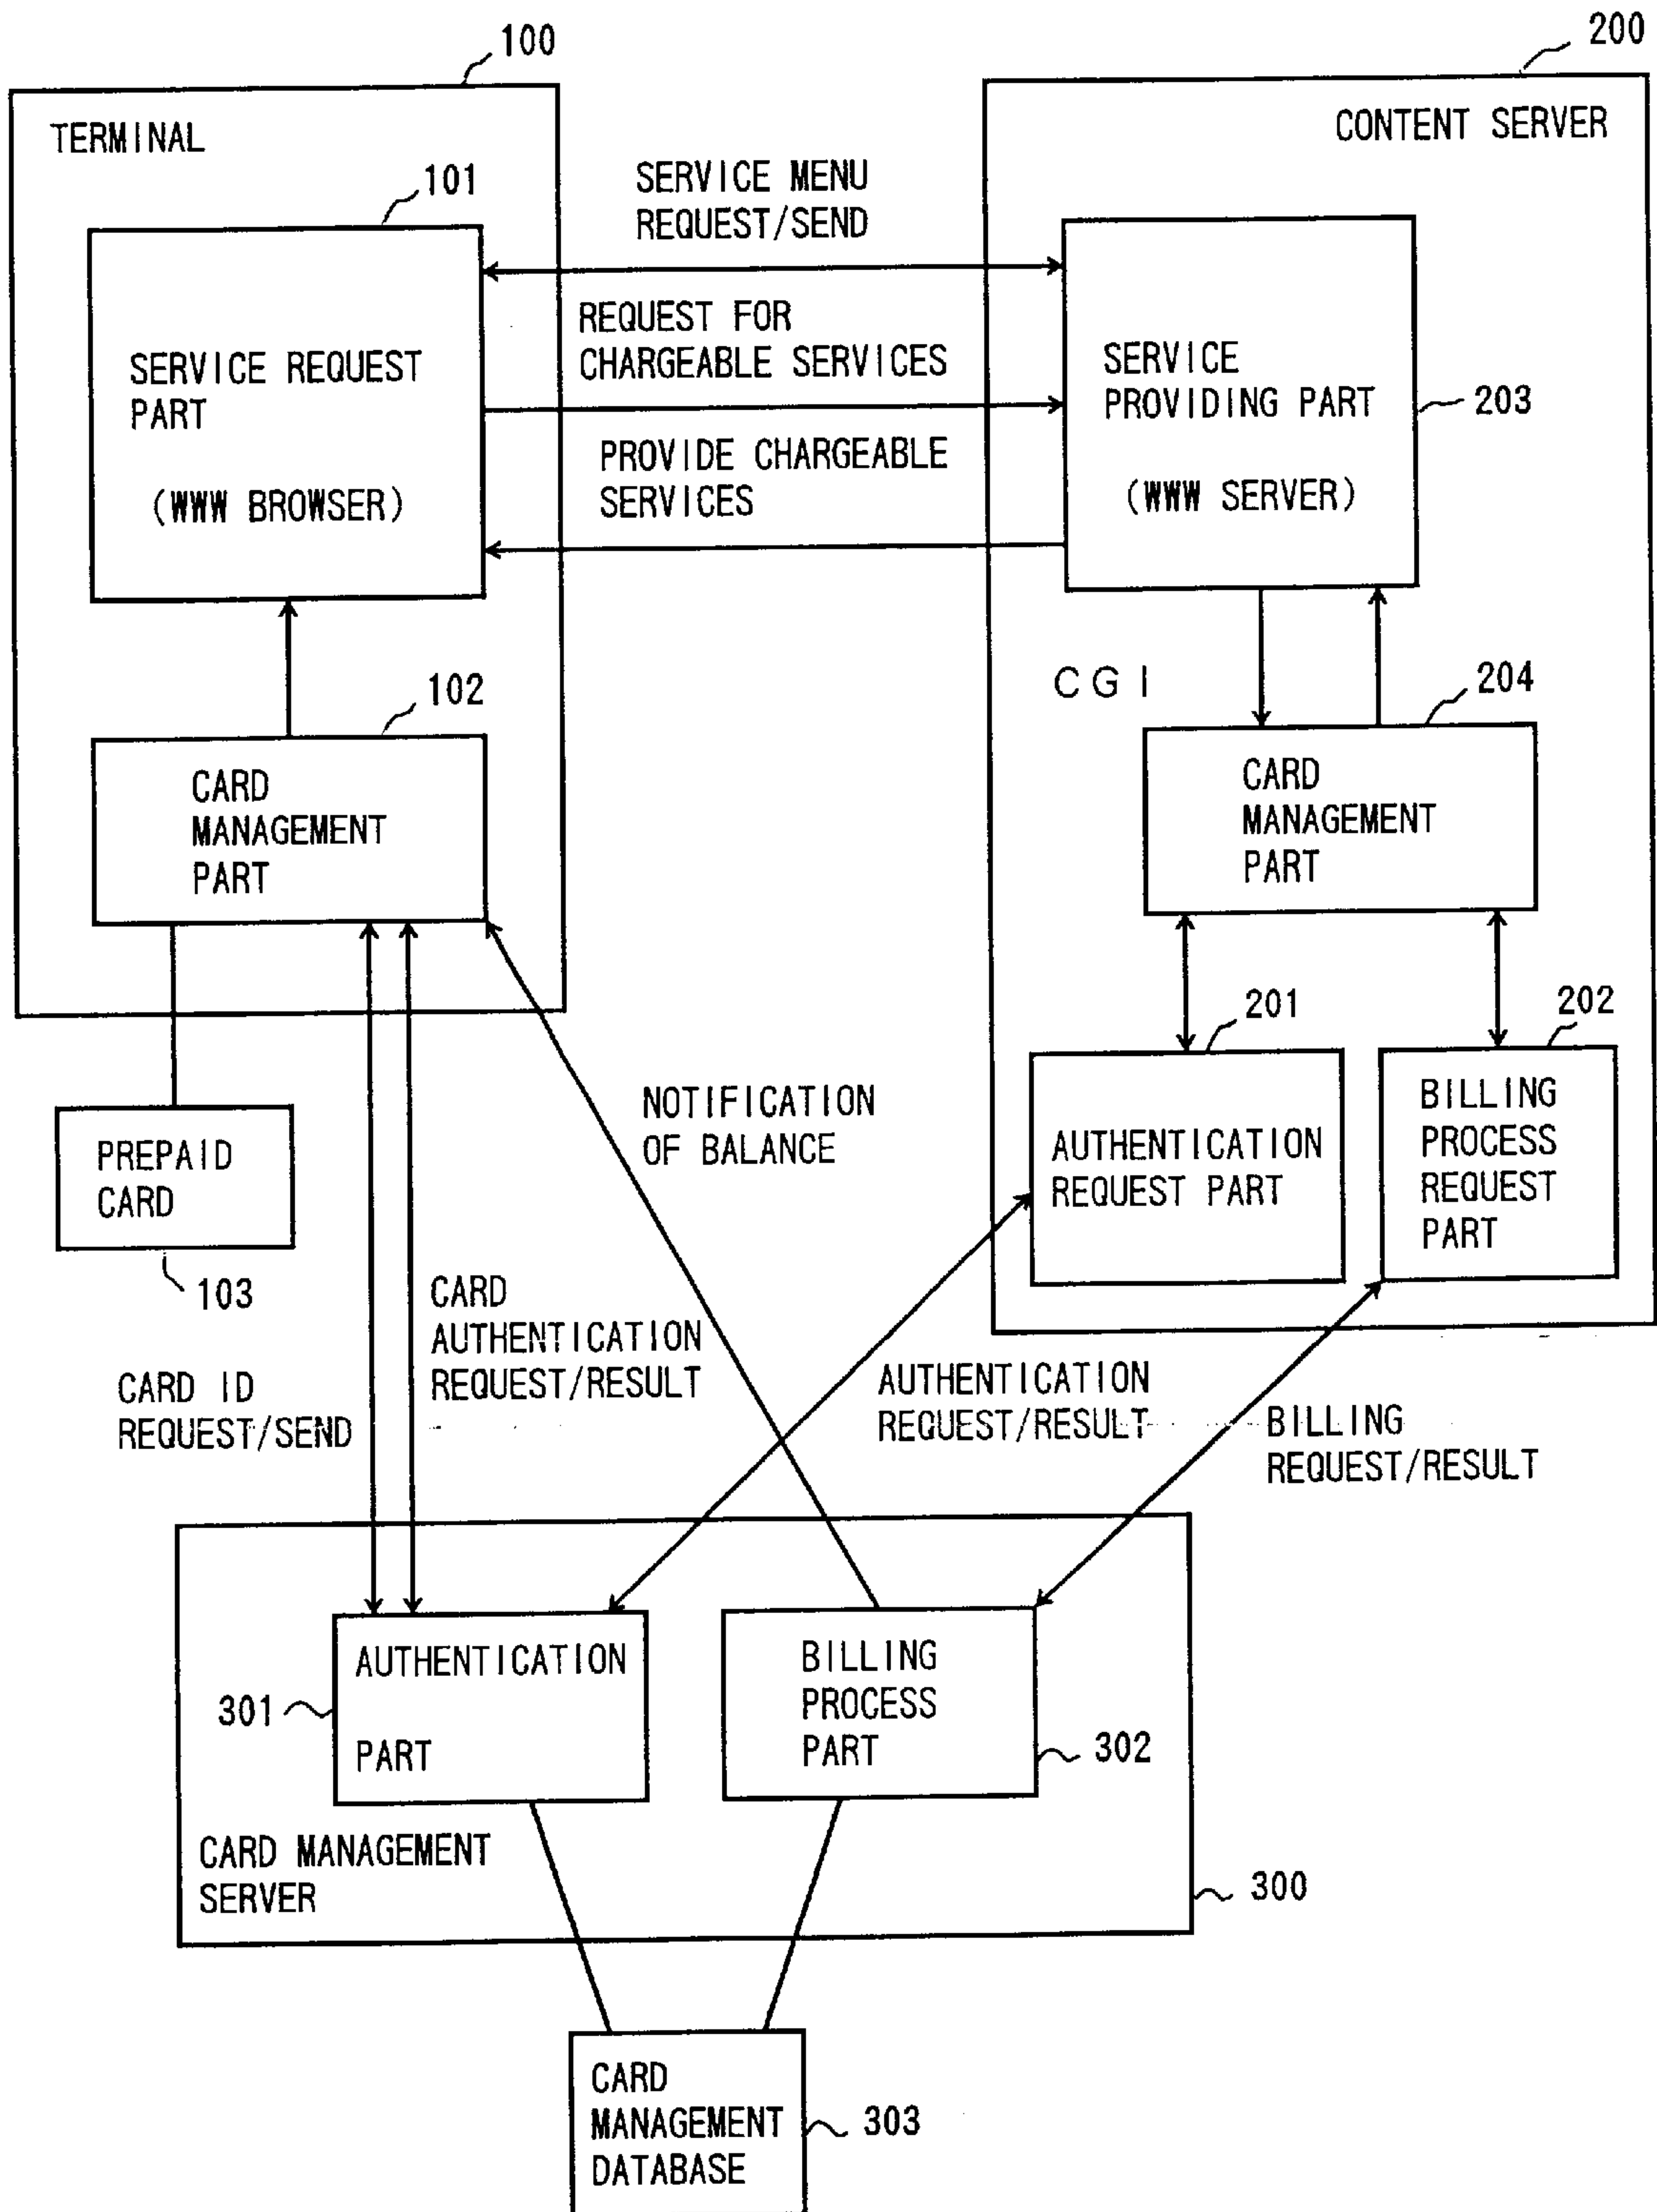 100
200
TERMINAL
CONTENT SERVER
101
SERVICE MENU
REQUEST/SEND
SERVICE REQUEST
PART
(WWW BROWSER)
REQUEST FOR
CHARGEABLE SERVICES
PROVIDE CHARGEABLE
SERVICES
SERVICE
PROVIDING PART
(WWW SERVER)
203
102
CGI
204
CARD
MANAGEMENT
PART
CARD
MANAGEMENT
PART
201
202
PREPAID
CARD
103
NOTIFICATION
OF BALANCE
AUTHENTICATION
REQUEST PART
BILLING
PROCESS
REQUEST
PART
CARD ID
REQUEST/SEND
CARD
AUTHENTICATION
REQUEST/RESULT
AUTHENTICATION
REQUEST/RESULT
BILLING
REQUEST/RESULT
301
AUTHENTICATION
PART
BILLING
PROCESS
PART
302
CARD MANAGEMENT
SERVER
300
CARD
MANAGEMENT
DATABASE
303